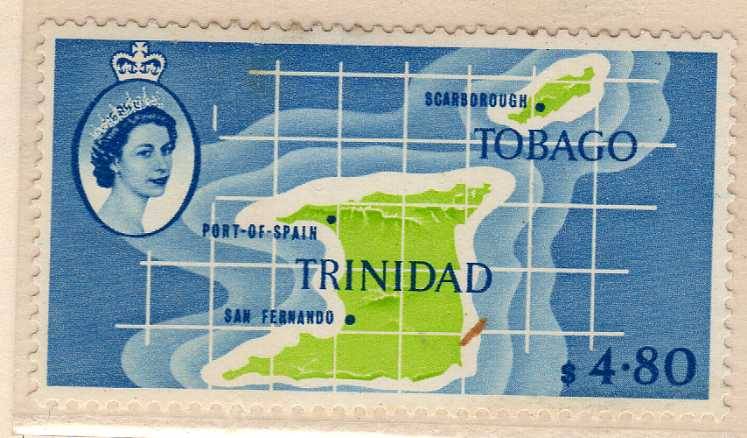 SCARBOROUGH
TOBAGO
PORT-OF-SPAIN
TRINIDAD
SAN FERNANDO
$ 4·80